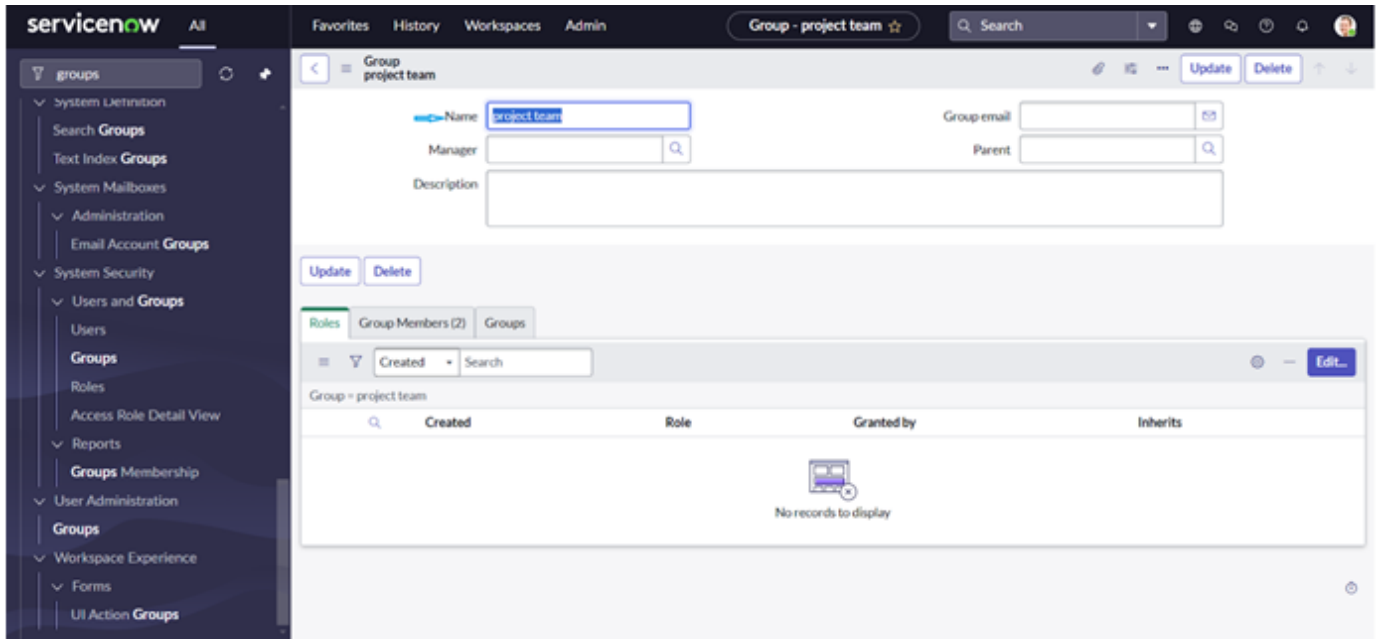 servicenow All Favorites History Workspaces Admin Group - project team Search
groups
Group
project team
Update Delete
System Definition
Search Groups
Text Index Groups
System Mailboxes
Administration
Email Account Groups
System Security
Users and Groups
Users
Groups
Roles
Access Role Detail View
Reports
Groups Membership
User Administration
Groups
Workspace Experience
Forms
UI Action Groups
Name project team
Group email
Manager
Parent
Description
Update Delete
Roles Group Members (2) Groups
Created Search
Edit...
Group = project team
Created Role Granted by Inherits
No records to display